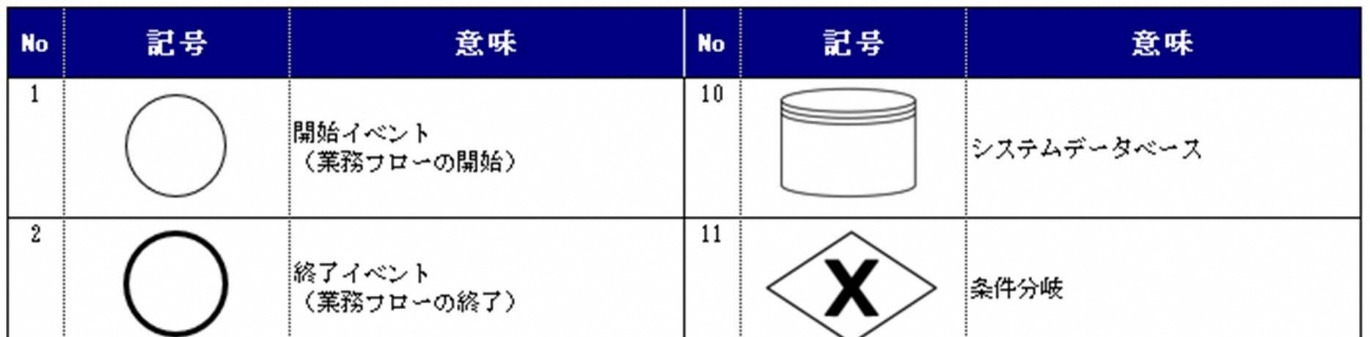 No 記号 意味 No 記号 意味
1 開始イベント 10 システムデータベース
（業務フローの開始）
2 終了イベント 11 X 条件分岐
（業務フローの終了）